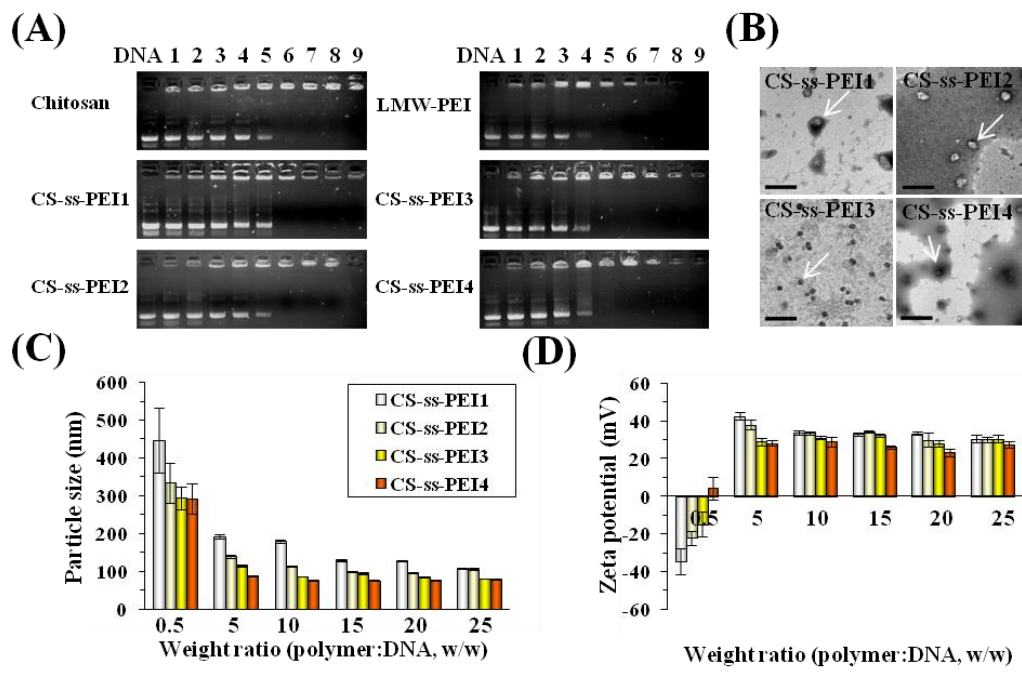 (A)
DNA 1 2 3 4 5 6 7 8 9
Chitosan
CS-ss-PEI1
CS-ss-PEI2
DNA 1 2 3 4 5 6 7 8 9
LMW-PEI
CS-ss-PEI3
CS-ss-PEI4
(B)
CS-ss-PEI1
CS-ss-PEI2
CS-ss-PEI3
CS-ss-PEI4
(C)
Particle size (nm)
500
400
300
200
100
0
CS-ss-PEI1
CS-ss-PEI2
CS-ss-PEI3
CS-ss-PEI4
0.5 5 10 15 20 25
Weight ratio (polymer:DNA, w/w)
(D)
Zeta potential (mV)
60
40
20
0
-20
-40
-60
0.5 5 10 15 20 25
Weight ratio (polymer:DNA, w/w)